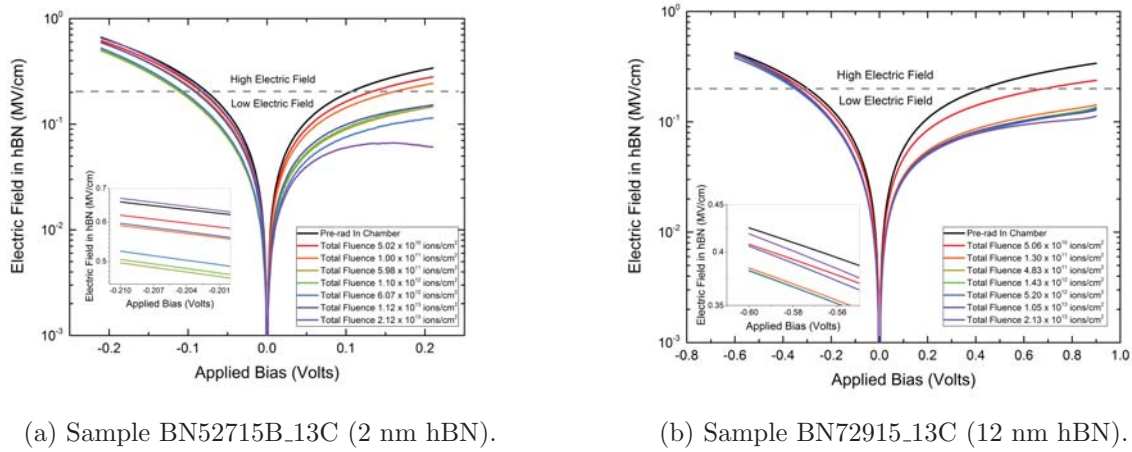 10⁰
10⁻¹
10⁻²
10⁻³
Electric Field in hBN (MV/cm)
High Electric Field
Low Electric Field
0.7
0.6
0.5
Electric Field in hBN (MV/cm)
-0.210 -0.207 -0.204 -0.201
Applied Bias (Volts)
Pre-rad In Chamber
Total Fluence 5.02 x 10¹⁰ ions/cm²
Total Fluence 1.00 x 10¹¹ ions/cm²
Total Fluence 5.98 x 10¹¹ ions/cm²
Total Fluence 1.10 x 10¹² ions/cm²
Total Fluence 6.07 x 10¹² ions/cm²
Total Fluence 1.12 x 10¹³ ions/cm²
Total Fluence 2.12 x 10¹³ ions/cm²
-0.2 -0.1 0.0 0.1 0.2
Applied Bias (Volts)
(a) Sample BN52715B_13C (2 nm hBN).
10⁰
10⁻¹
10⁻²
10⁻³
Electric Field in hBN (MV/cm)
High Electric Field
Low Electric Field
0.45
0.4
0.35
Electric Field in hBN (MV/cm)
-0.60 -0.58 -0.56
Applied Bias (Volts)
Pre-rad In Chamber
Total Fluence 5.06 x 10¹⁰ ions/cm²
Total Fluence 1.30 x 10¹¹ ions/cm²
Total Fluence 4.83 x 10¹¹ ions/cm²
Total Fluence 1.43 x 10¹² ions/cm²
Total Fluence 5.20 x 10¹² ions/cm²
Total Fluence 1.05 x 10¹³ ions/cm²
Total Fluence 2.13 x 10¹³ ions/cm²
-0.8 -0.6 -0.4 -0.2 0.0 0.2 0.4 0.6 0.8 1.0
Applied Bias (Volts)
(b) Sample BN72915_13C (12 nm hBN).